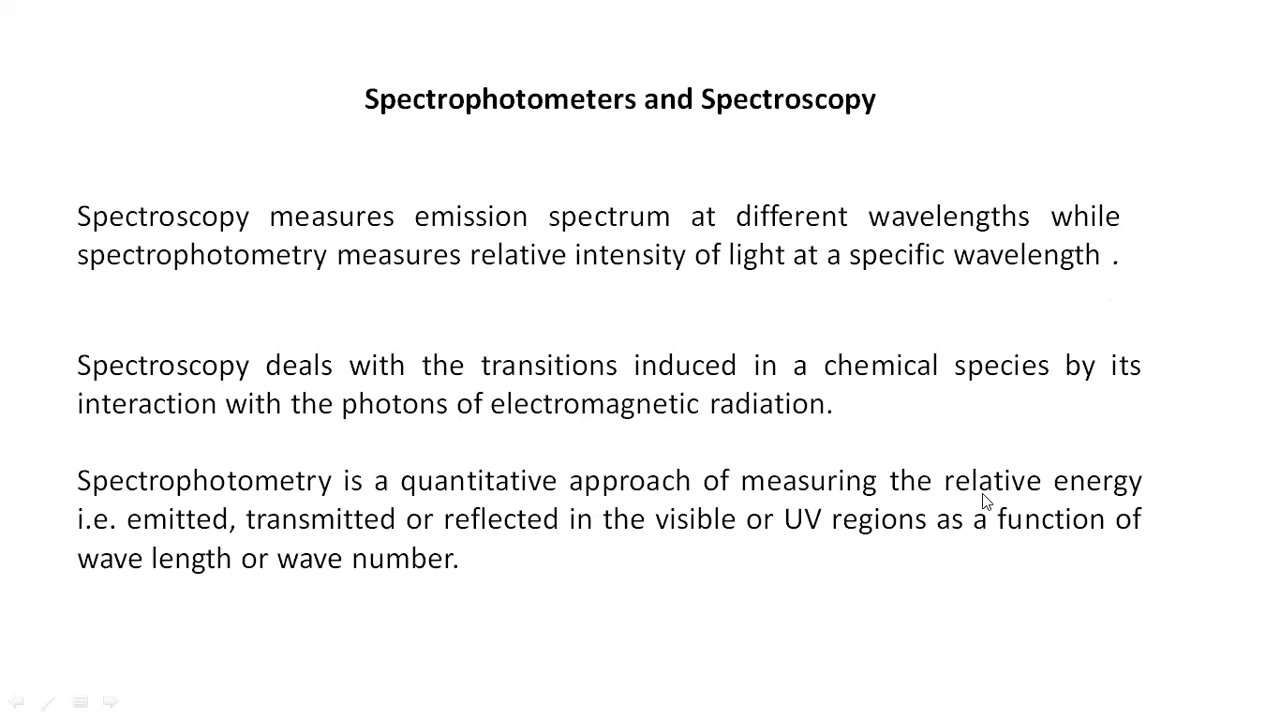 Spectrophotometers and Spectroscopy
Spectroscopy measures emission spectrum at different wavelengths while
spectrophotometry measures relative intensity of light at a specific wavelength .
Spectroscopy deals with the transitions induced in a chemical species by its
interaction with the photons of electromagnetic radiation.
Spectrophotometry is a quantitative approach of measuring the relative energy
i.e. emitted, transmitted or reflected in the visible or UV regions as a function of
wave length or wave number.